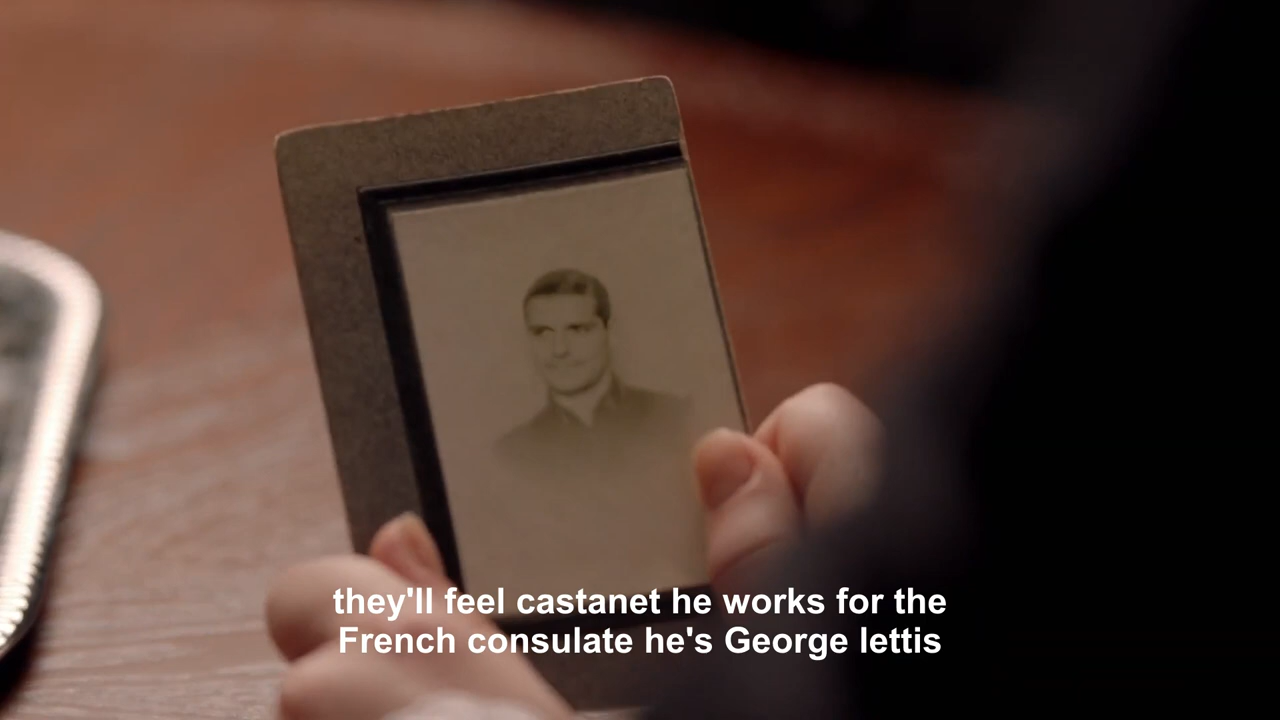 they'll feel castanet he works for the
French consulate he's George lettis